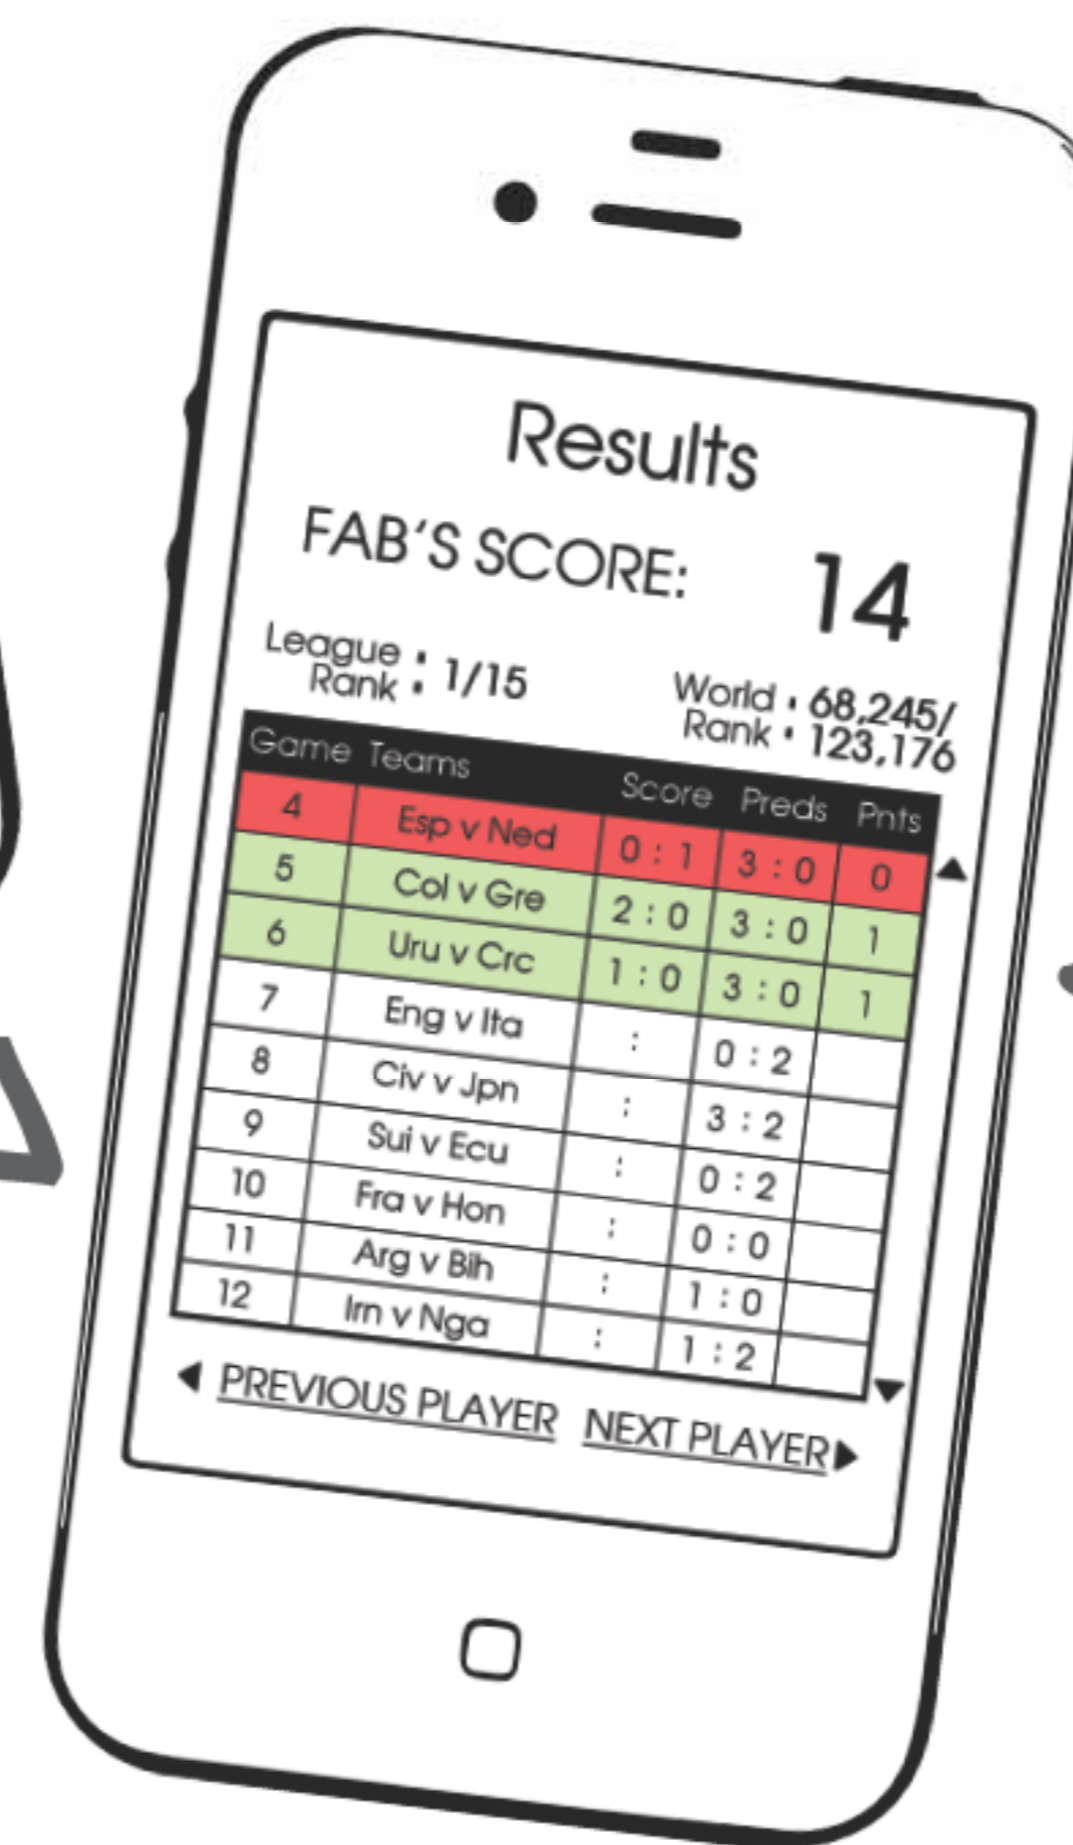 Results
FAB'S SCORE: 14
League Rank : 1/15
World Rank : 68,245/ 123,176
Game Teams Score Preds Pnts
4 Esp v Ned 0 : 1 3 : 0 0
5 Col v Gre 2 : 0 3 : 0 1
6 Uru v Crc 1 : 0 3 : 0 1
7 Eng v Ita : 0 : 2
8 Civ v Jpn : 3 : 2
9 Sui v Ecu : 0 : 2
10 Fra v Hon : 0 : 0
11 Arg v Bih : 1 : 0
12 Irn v Nga : 1 : 2
PREVIOUS PLAYER NEXT PLAYER